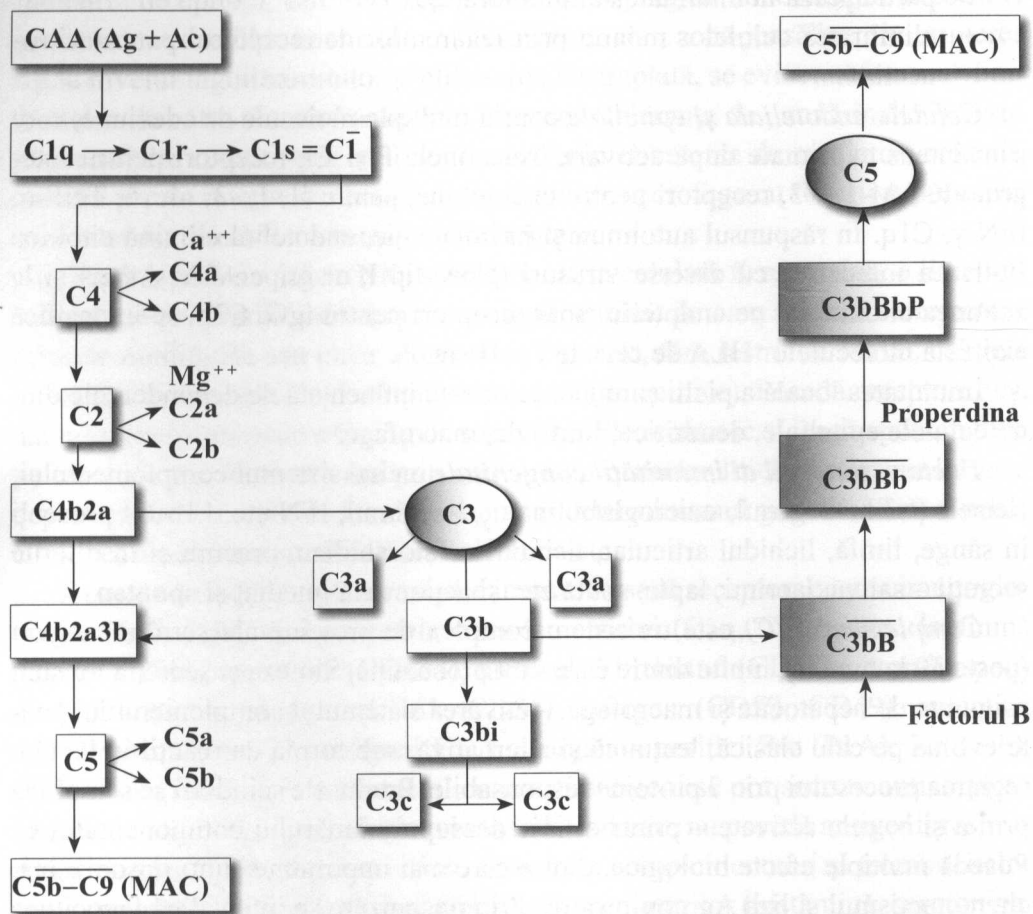 CAA (Ag + Ac)
C1q → C1r → C1s = C1̅
Ca⁺⁺
C4
C4a
C4b
Mg⁺⁺
C2
C2a
C2b
C4b2a
C4b2a3b
C5
C5a
C5b
C5b–C9 (MAC)
C3
C3a
C3a
C3b
C3bi
C3c
C3c
C5b–C9 (MAC)
C5
C3bBbP
Properdina
C3bBb
C3bB
Factorul B